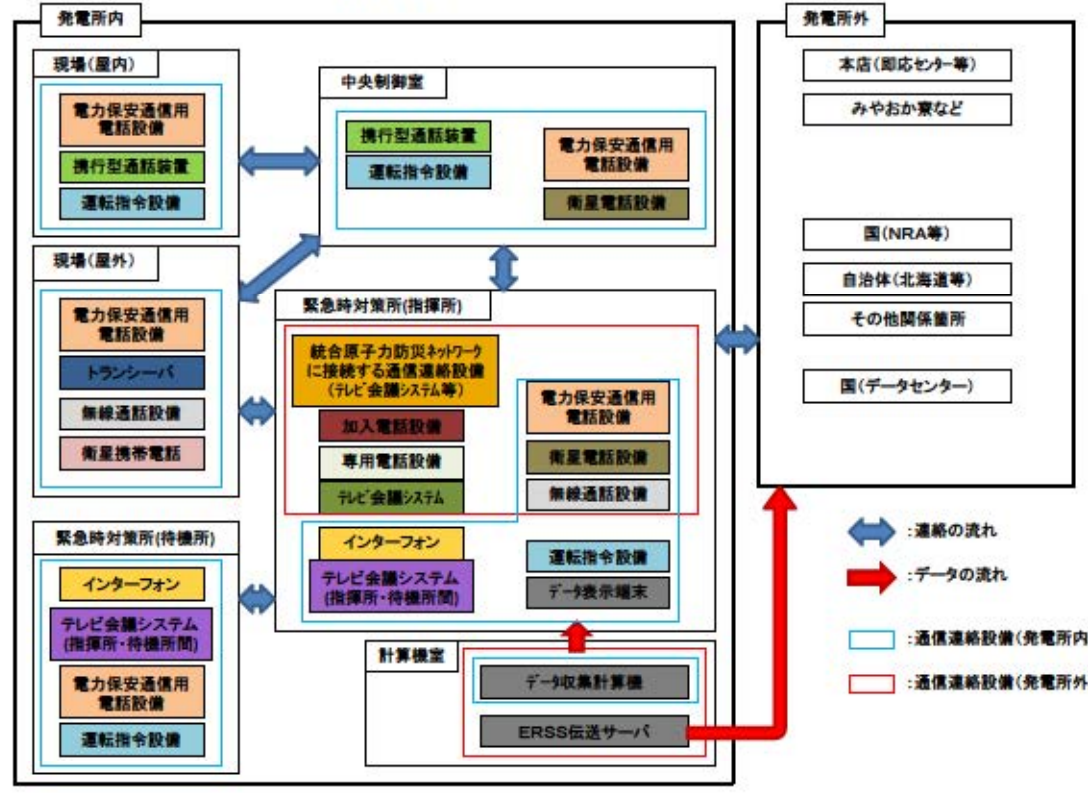 発電所内
現場(屋内)
電力保安通信用
電話設備
携行型通話装置
運転指令設備
中央制御室
携行型通話装置
運転指令設備
電力保安通信用
電話設備
衛星電話設備
現場(屋外)
電力保安通信用
電話設備
トランシーバ
無線通話設備
衛星携帯電話
緊急時対策所(指揮所)
統合原子力防災ネットワーク
に接続する通信連絡設備
(テレビ会議システム等)
加入電話設備
専用電話設備
テレビ会議システム
電力保安通信用
電話設備
衛星電話設備
無線通話設備
インターフォン
テレビ会議システム
(指揮所・待機所間)
運転指令設備
データ表示端末
緊急時対策所(待機所)
インターフォン
テレビ会議システム
(指揮所・待機所間)
電力保安通信用
電話設備
運転指令設備
計算機室
データ収集計算機
ERSS伝送サーバ
発電所外
本店(即応センター等)
みやおか寮など
国(NRA等)
自治体(北海道等)
その他関係箇所
国(データセンター)
:連絡の流れ
:データの流れ
:通信連絡設備(発電所内
:通信連絡設備(発電所外